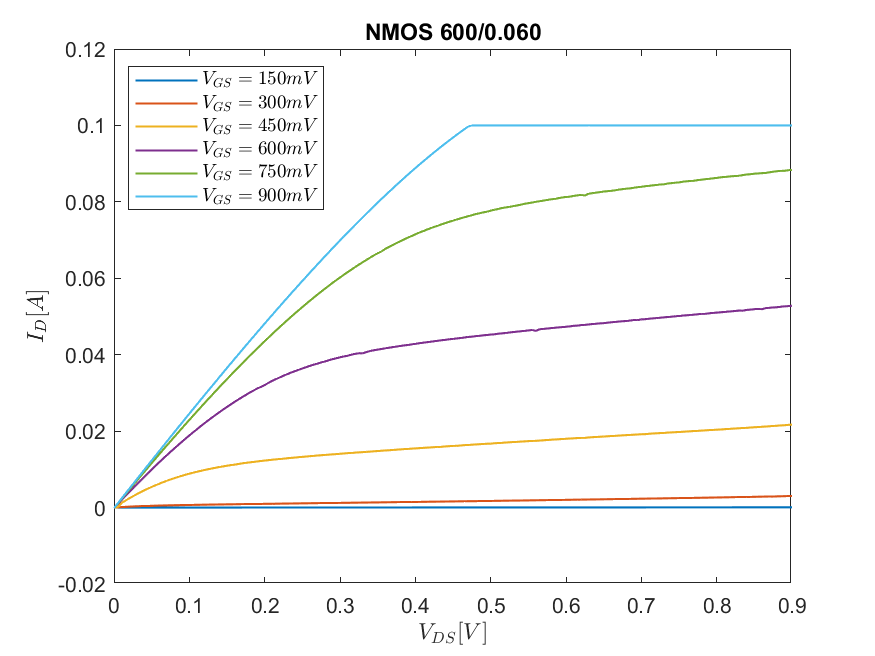 NMOS 600/0.060
0.12
0.1
0.08
0.06
0.04
0.02
0
-0.02
I_D[A]
V_GS = 150mV
V_GS = 300mV
V_GS = 450mV
V_GS = 600mV
V_GS = 750mV
V_GS = 900mV
0 0.1 0.2 0.3 0.4 0.5 0.6 0.7 0.8 0.9
V_DS[V]